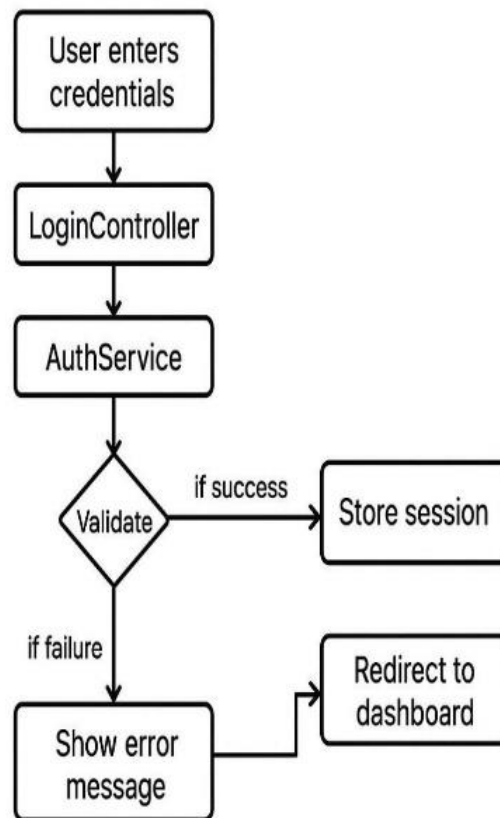 User enters
credentials
LoginController
AuthService
Validate
if success
Store session
if failure
Show error
message
Redirect to
dashboard